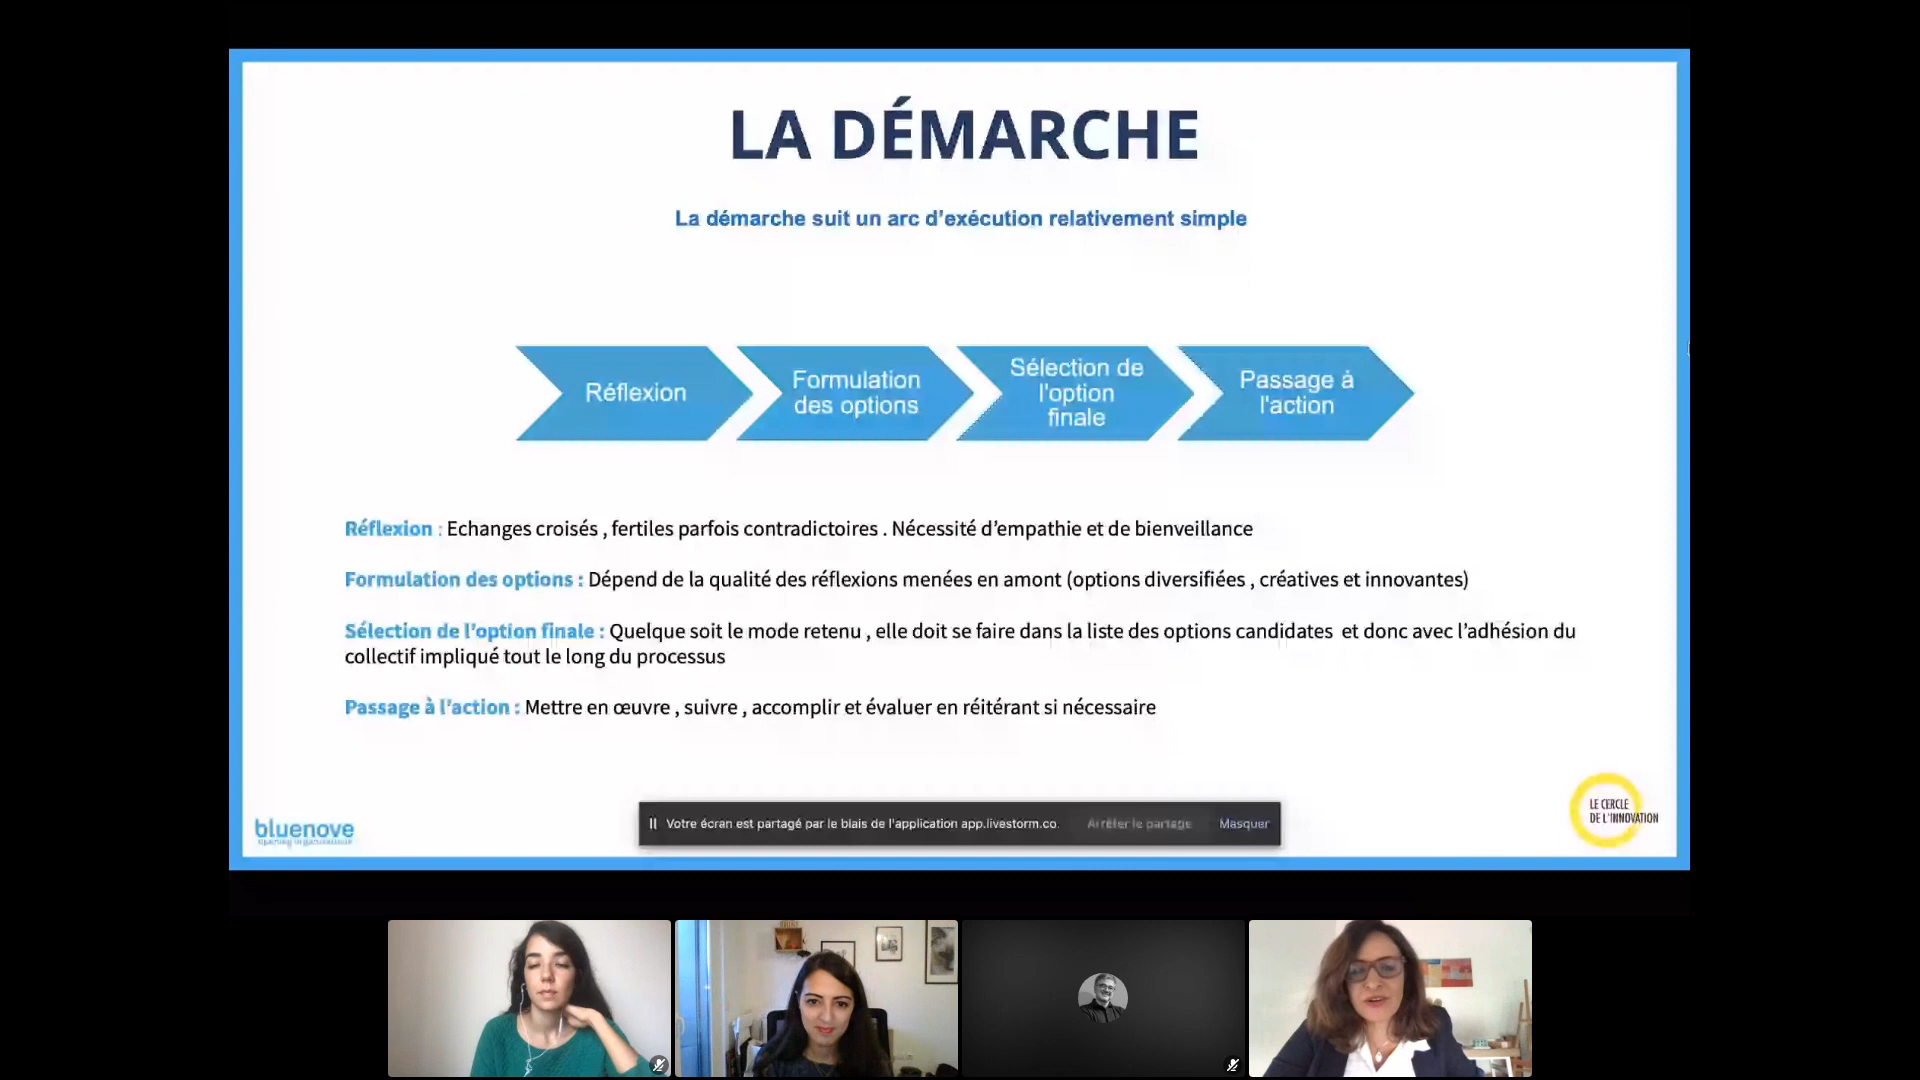 LA DÉMARCHE
La démarche suit un arc d'exécution relativement simple
Réflexion
Formulation
des options
Sélection de
l'option
finale
Passage à
l'action
Réflexion : Echanges croisés , fertiles parfois contradictoires . Nécessité d'empathie et de bienveillance
Formulation des options : Dépend de la qualité des réflexions menées en amont (options diversifiées , créatives et innovantes)
Sélection de l'option finale : Quelque soit le mode retenu , elle doit se faire dans la liste des options candidates et donc avec l'adhésion du
collectif impliqué tout le long du processus
Passage à l'action : Mettre en œuvre , suivre , accomplir et évaluer en réitérant si nécessaire
bluenove
opening organizations
Votre écran est partagé par le biais de l'application app.livestorm.co.
Arrêter le partage
Masquer
LE CERCLE
DE L'INNOVATION